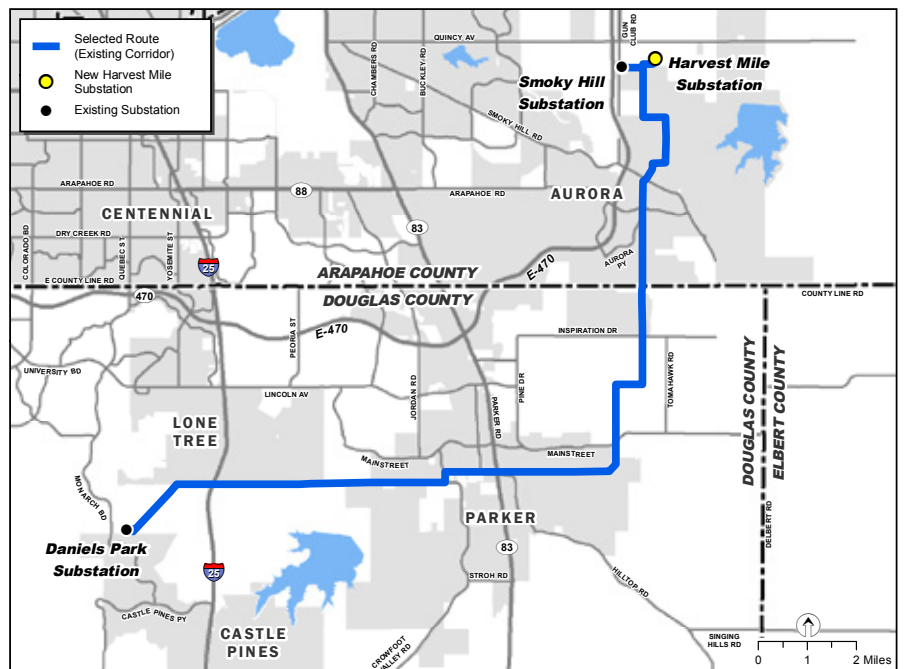 Selected Route
(Existing Corridor)
New Harvest Mile
Substation
Existing Substation
QUINCY AV
GUN
CLUB RD
CHAMBERS RD
BUCKLEY RD
Smoky Hill
Substation
Harvest Mile
Substation
SMOKY HILL RD
ARAPAHOE RD
88
ARAPAHOE RD
AURORA
CENTENNIAL
83
COLORADO BD
DRY CREEK RD
QUEBEC ST
YOSEMITE ST
AURORA
PY
25
ARAPAHOE COUNTY
E-470
E COUNTY LINE RD
DOUGLAS COUNTY
COUNTY LINE RD
470
E-470
PEORIA ST
INSPIRATION DR
UNIVERSITY BD
LINCOLN AV
JORDAN RD
PARKER RD
PINE DR
TOMAHAWK RD
DOUGLAS COUNTY
ELBERT COUNTY
LONE
TREE
MAINSTREET
MAINSTREET
MONARCH BD
DELBERT RD
PARKER
Daniels Park
Substation
83
25
STROH RD
HILLTOP RD
CASTLE PINES PY
CASTLE
PINES
CROWFOOT
VALLEY RD
SINGING
HILLS RD
0 1 2 Miles